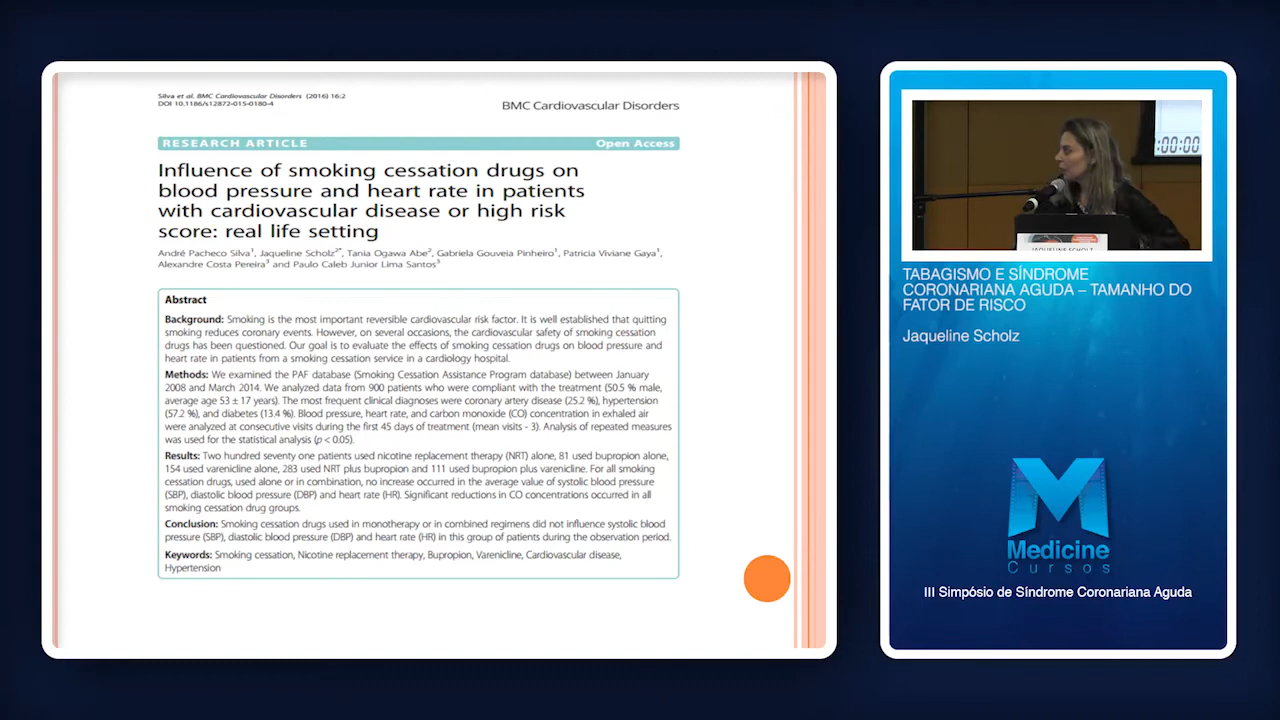 Silva et al. BMC Cardiovascular Disorders (2016) 16:2
DOI 10.1186/s12872-015-0180-4
BMC Cardiovascular Disorders
RESEARCH ARTICLE
Open Access
Influence of smoking cessation drugs on
blood pressure and heart rate in patients
with cardiovascular disease or high risk
score: real life setting
André Pacheco Silva¹, Jaqueline Scholz²*, Tania Ogawa Abe², Gabriela Gouveia Pinheiro¹, Patricia Viviane Gaya¹,
Alexandre Costa Pereira³ and Paulo Caleb Junior Lima Santos³
Abstract
Background: Smoking is the most important reversible cardiovascular risk factor. It is well established that quitting
smoking reduces coronary events. However, on several occasions, the cardiovascular safety of smoking cessation
drugs has been questioned. Our goal is to evaluate the effects of smoking cessation drugs on blood pressure and
heart rate in patients from a smoking cessation service in a cardiology hospital.
Methods: We examined the PAF database (Smoking Cessation Assistance Program database) between January
2008 and March 2014. We analyzed data from 900 patients who were compliant with the treatment (50.5 % male,
average age 53 ± 17 years). The most frequent clinical diagnoses were coronary artery disease (25.2 %), hypertension
(57.2 %), and diabetes (13.4 %). Blood pressure, heart rate, and carbon monoxide (CO) concentration in exhaled air
were analyzed at consecutive visits during the first 45 days of treatment (mean visits - 3). Analysis of repeated measures
was used for the statistical analysis (p < 0.05).
Results: Two hundred seventy one patients used nicotine replacement therapy (NRT) alone, 81 used bupropion alone,
154 used varenicline alone, 283 used NRT plus bupropion and 111 used bupropion plus varenicline. For all smoking
cessation drugs, used alone or in combination, no increase occurred in the average value of systolic blood pressure
(SBP), diastolic blood pressure (DBP) and heart rate (HR). Significant reductions in CO concentrations occurred in all
smoking cessation drug groups.
Conclusion: Smoking cessation drugs used in monotherapy or in combined regimens did not influence systolic blood
pressure (SBP), diastolic blood pressure (DBP) and heart rate (HR) in this group of patients during the observation period.
Keywords: Smoking cessation, Nicotine replacement therapy, Bupropion, Varenicline, Cardiovascular disease,
Hypertension
:00:00
JAQUELINE SCHOLZ
TABAGISMO E SÍNDROME
CORONARIANA AGUDA – TAMANHO DO
FATOR DE RISCO
Jaqueline Scholz
Medicine
Cursos
III Simpósio de Síndrome Coronariana Aguda